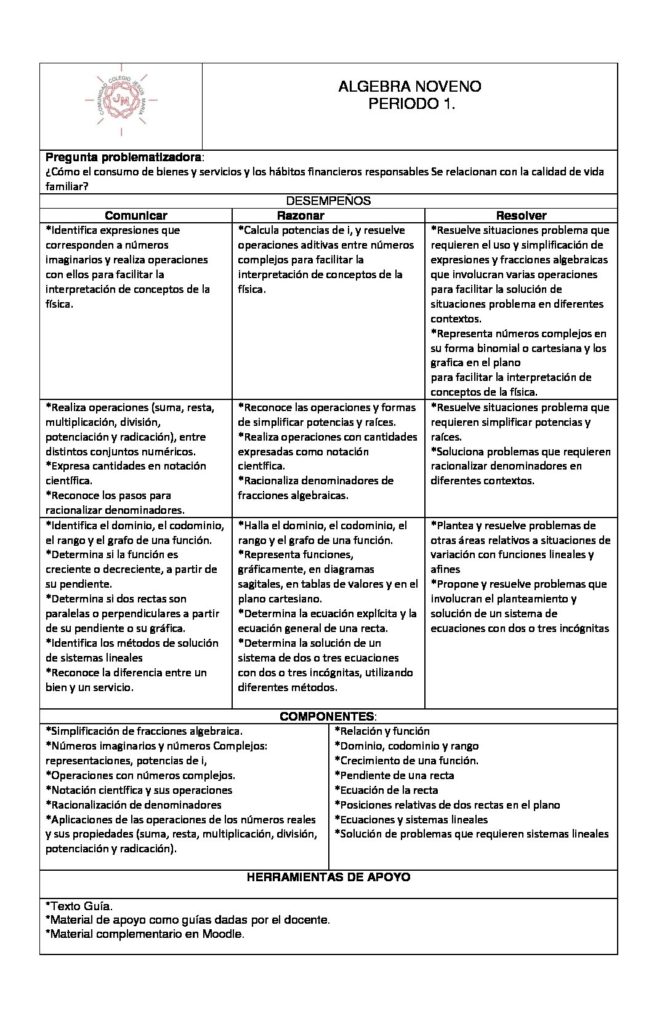 COMUNIDAD COLEGIO JESÚS MARÍA
JM
ALGEBRA NOVENO
PERIODO 1.
Pregunta problematizadora:
¿Cómo el consumo de bienes y servicios y los hábitos financieros responsables Se relacionan con la calidad de vida
familiar?
DESEMPEÑOS
Comunicar
*Identifica expresiones que
corresponden a números
imaginarios y realiza operaciones
con ellos para facilitar la
interpretación de conceptos de la
física.
Razonar
*Calcula potencias de i, y resuelve
operaciones aditivas entre números
complejos para facilitar la
interpretación de conceptos de la
física.
Resolver
*Resuelve situaciones problema que
requieren el uso y simplificación de
expresiones y fracciones algebraicas
que involucran varias operaciones
para facilitar la solución de
situaciones problema en diferentes
contextos.
*Representa números complejos en
su forma binomial o cartesiana y los
grafica en el plano
para facilitar la interpretación de
conceptos de la física.
*Realiza operaciones (suma, resta,
multiplicación, división,
potenciación y radicación), entre
distintos conjuntos numéricos.
*Expresa cantidades en notación
científica.
*Reconoce los pasos para
racionalizar denominadores.
*Reconoce las operaciones y formas
de simplificar potencias y raíces.
*Realiza operaciones con cantidades
expresadas como notación
científica.
*Racionaliza denominadores de
fracciones algebraicas.
*Resuelve situaciones problema que
requieren simplificar potencias y
raíces.
*Soluciona problemas que requieren
racionalizar denominadores en
diferentes contextos.
*Identifica el dominio, el codominio,
el rango y el grafo de una función.
*Determina si la función es
creciente o decreciente, a partir de
su pendiente.
*Determina si dos rectas son
paralelas o perpendiculares a partir
de su pendiente o su gráfica.
*Identifica los métodos de solución
de sistemas lineales
*Reconoce la diferencia entre un
bien y un servicio.
*Halla el dominio, el codominio, el
rango y el grafo de una función.
*Representa funciones,
gráficamente, en diagramas
sagitales, en tablas de valores y en el
plano cartesiano.
*Determina la ecuación explícita y la
ecuación general de una recta.
*Determina la solución de un
sistema de dos o tres ecuaciones
con dos o tres incógnitas, utilizando
diferentes métodos.
*Plantea y resuelve problemas de
otras áreas relativos a situaciones de
variación con funciones lineales y
afines
*Propone y resuelve problemas que
involucran el planteamiento y
solución de un sistema de
ecuaciones con dos o tres incógnitas
COMPONENTES:
*Simplificación de fracciones algebraica.
*Números imaginarios y números Complejos:
representaciones, potencias de i,
*Operaciones con números complejos.
*Notación científica y sus operaciones
*Racionalización de denominadores
*Aplicaciones de las operaciones de los números reales
y sus propiedades (suma, resta, multiplicación, división,
potenciación y radicación).
*Relación y función
*Dominio, codominio y rango
*Crecimiento de una función.
*Pendiente de una recta
*Ecuación de la recta
*Posiciones relativas de dos rectas en el plano
*Ecuaciones y sistemas lineales
*Solución de problemas que requieren sistemas lineales
HERRAMIENTAS DE APOYO
*Texto Guía.
*Material de apoyo como guías dadas por el docente.
*Material complementario en Moodle.